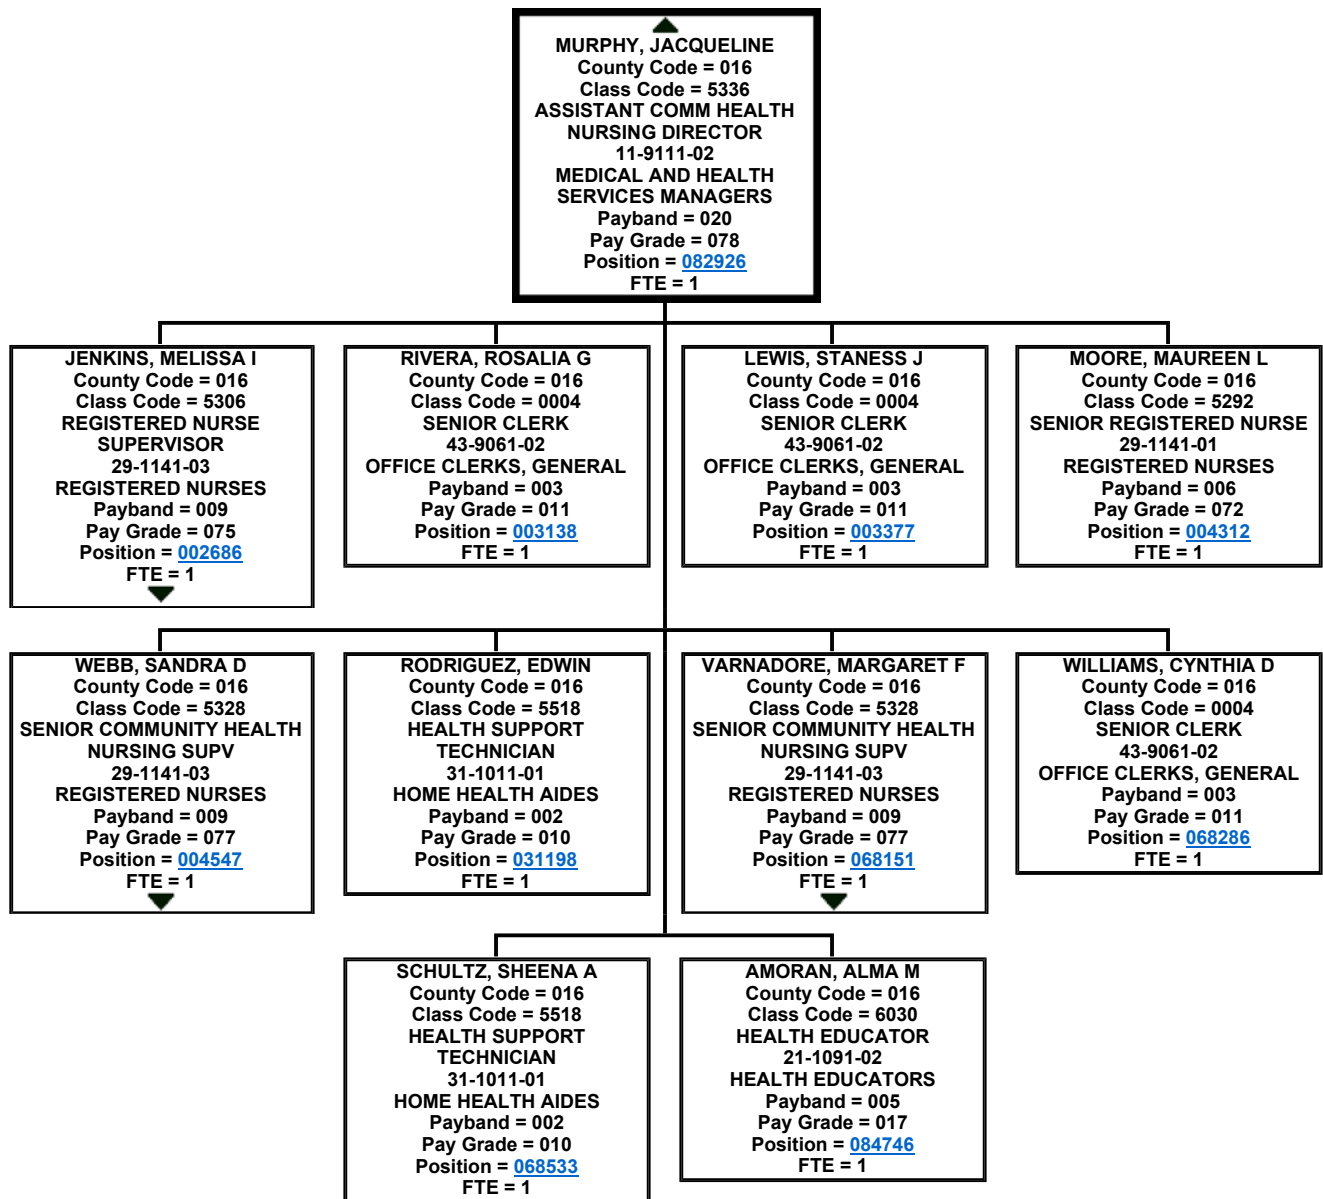 MURPHY, JACQUELINE
County Code = 016
Class Code = 5336
ASSISTANT COMM HEALTH
NURSING DIRECTOR
11-9111-02
MEDICAL AND HEALTH
SERVICES MANAGERS
Payband = 020
Pay Grade = 078
Position = 082926
FTE = 1
JENKINS, MELISSA I
County Code = 016
Class Code = 5306
REGISTERED NURSE
SUPERVISOR
29-1141-03
REGISTERED NURSES
Payband = 009
Pay Grade = 075
Position = 002686
FTE = 1
RIVERA, ROSALIA G
County Code = 016
Class Code = 0004
SENIOR CLERK
43-9061-02
OFFICE CLERKS, GENERAL
Payband = 003
Pay Grade = 011
Position = 003138
FTE = 1
LEWIS, STANESS J
County Code = 016
Class Code = 0004
SENIOR CLERK
43-9061-02
OFFICE CLERKS, GENERAL
Payband = 003
Pay Grade = 011
Position = 003377
FTE = 1
MOORE, MAUREEN L
County Code = 016
Class Code = 5292
SENIOR REGISTERED NURSE
29-1141-01
REGISTERED NURSES
Payband = 006
Pay Grade = 072
Position = 004312
FTE = 1
WEBB, SANDRA D
County Code = 016
Class Code = 5328
SENIOR COMMUNITY HEALTH
NURSING SUPV
29-1141-03
REGISTERED NURSES
Payband = 009
Pay Grade = 077
Position = 004547
FTE = 1
RODRIGUEZ, EDWIN
County Code = 016
Class Code = 5518
HEALTH SUPPORT
TECHNICIAN
31-1011-01
HOME HEALTH AIDES
Payband = 002
Pay Grade = 010
Position = 031198
FTE = 1
VARNADORE, MARGARET F
County Code = 016
Class Code = 5328
SENIOR COMMUNITY HEALTH
NURSING SUPV
29-1141-03
REGISTERED NURSES
Payband = 009
Pay Grade = 077
Position = 068151
FTE = 1
WILLIAMS, CYNTHIA D
County Code = 016
Class Code = 0004
SENIOR CLERK
43-9061-02
OFFICE CLERKS, GENERAL
Payband = 003
Pay Grade = 011
Position = 068286
FTE = 1
SCHULTZ, SHEENA A
County Code = 016
Class Code = 5518
HEALTH SUPPORT
TECHNICIAN
31-1011-01
HOME HEALTH AIDES
Payband = 002
Pay Grade = 010
Position = 068533
FTE = 1
AMORAN, ALMA M
County Code = 016
Class Code = 6030
HEALTH EDUCATOR
21-1091-02
HEALTH EDUCATORS
Payband = 005
Pay Grade = 017
Position = 084746
FTE = 1